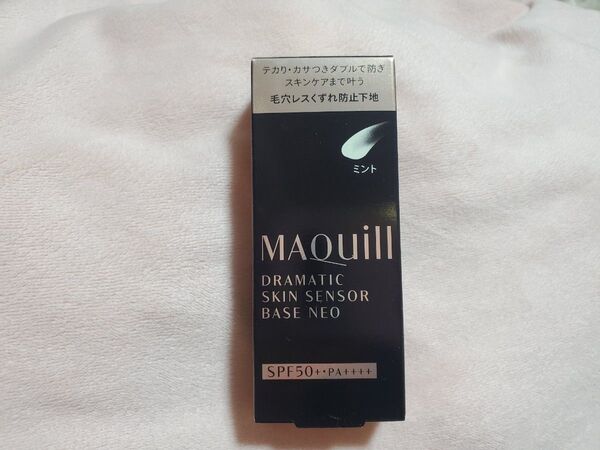 テカリ・カサつきダブルで防ぎ
スキンケアまで叶う
毛穴レスくずれ防止下地
ミント
MAQuill
DRAMATIC
SKIN SENSOR
BASE NEO
SPF50+・PA++++